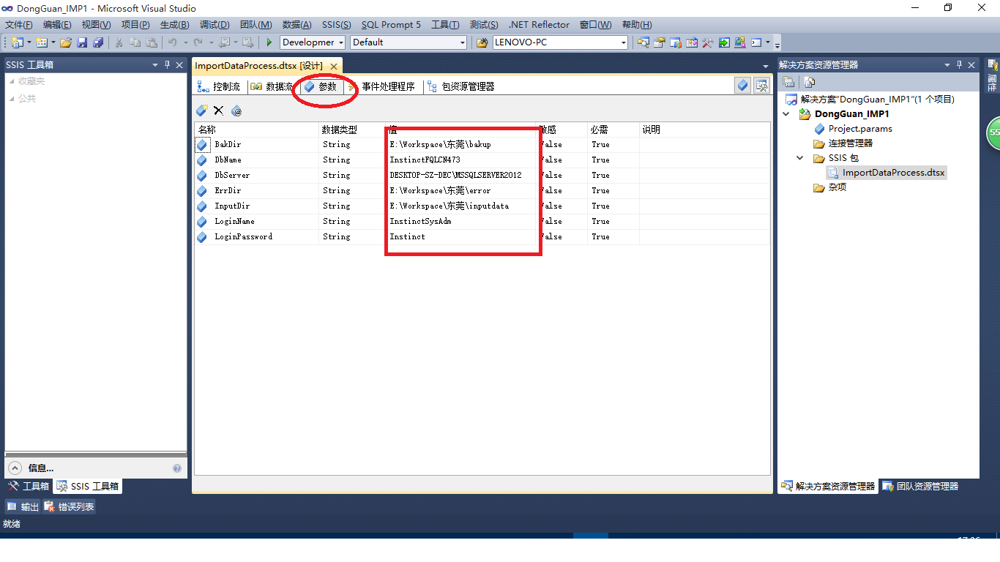 DongGuan_IMP1 - Microsoft Visual Studio
文件(F) 编辑(E) 视图(V) 项目(P) 生成(B) 调试(D) 团队(M) 数据(A) SSIS(S) SQL Prompt 5 工具(T) 测试(S) .NET Reflector 窗口(W) 帮助(H)
Developmer Default LENOVO-PC
SSIS 工具箱
收藏夹
公共
信息...
工具箱 SSIS 工具箱
ImportDataProcess.dtsx [设计]
控制流 数据流 参数 事件处理程序 包资源管理器
名称 数据类型 值 敏感 必需 说明
BakDir String E:\Workspace\东莞\bakup False True
DbName String InstinctFQLCN473 False True
DbServer String DESKTOP-SZ-DEC\MSSQLSERVER2012 False True
ErrDir String E:\Workspace\东莞\error False True
InputDir String E:\Workspace\东莞\inputdata False True
LoginName String InstinctSysAdm False True
LoginPassword String Instinct False True
解决方案资源管理器
解决方案"DongGuan_IMP1"(1 个项目)
DongGuan_IMP1
Project.params
连接管理器
SSIS 包
ImportDataProcess.dtsx
杂项
解决方案资源管理器 团队资源管理器
属性
55
输出 错误列表
就绪